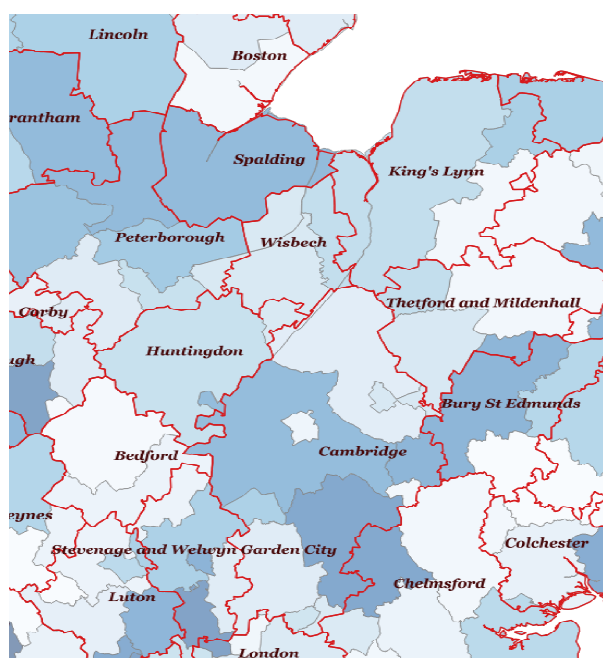 Lincoln
Boston
rantham
Spalding
King's Lynn
Peterborough
Wisbech
Thetford and Mildenhall
Corby
Huntingdon
ugh
Bury St Edmunds
Bedford
Cambridge
eynes
Stevenage and Welwyn Garden City
Colchester
Chelmsford
Luton
London